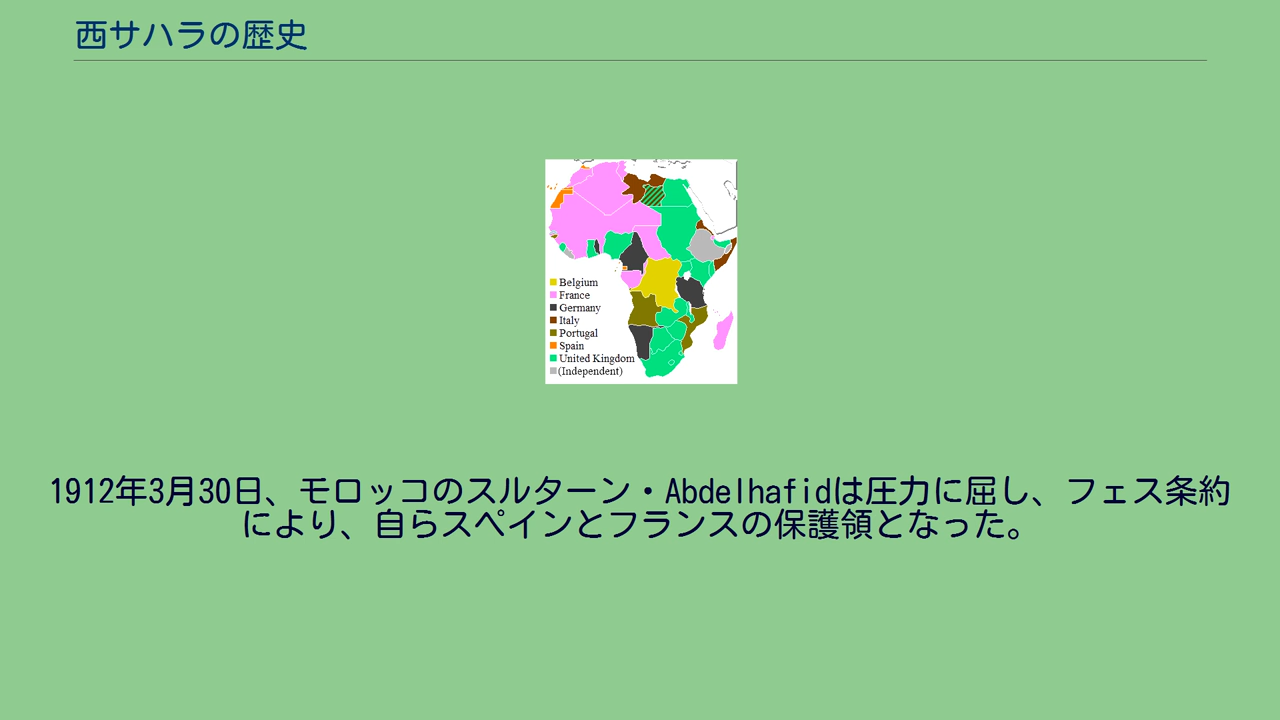 西サハラの歴史
Belgium
France
Germany
Italy
Portugal
Spain
United Kingdom
(Independent)
1912年3月30日、モロッコのスルターン・Abdelhafidは圧力に屈し、フェス条約
により、自らスペインとフランスの保護領となった。